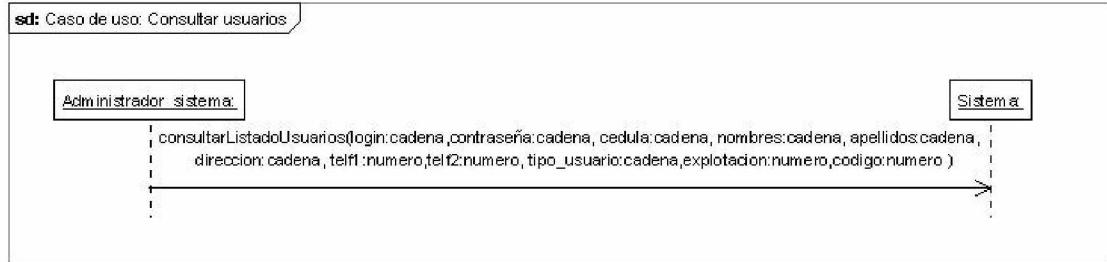 sd: Caso de uso: Consultar usuarios
Administrador sistema:
Sistema:
consultarListadoUsuarios(login:cadena,contraseña:cadena, cedula:cadena, nombres:cadena, apellidos:cadena,
direccion: cadena, telf1:numero,telf2:numero, tipo_usuario:cadena,explotacion:numero,codigo:numero )